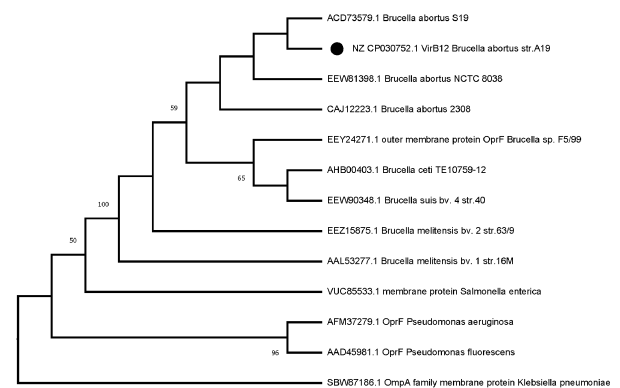 ACD73579.1 Brucella abortus S19
NZ CP030752.1 VirB12 Brucella abortus str.A19
EEW81398.1 Brucella abortus NCTC 8038
59
CAJ12223.1 Brucella abortus 2308
EEY24271.1 outer membrane protein OprF Brucella sp. F5/99
AHB00403.1 Brucella ceti TE10759-12
65
EEW90348.1 Brucella suis bv. 4 str.40
100
EEZ15875.1 Brucella melitensis bv. 2 str.63/9
50
AAL53277.1 Brucella melitensis bv. 1 str.16M
VUC85533.1 membrane protein Salmonella enterica
AFM37279.1 OprF Pseudomonas aeruginosa
96
AAD45981.1 OprF Pseudomonas fluorescens
SBW87186.1 OmpA family membrane protein Klebsiella pneumoniae